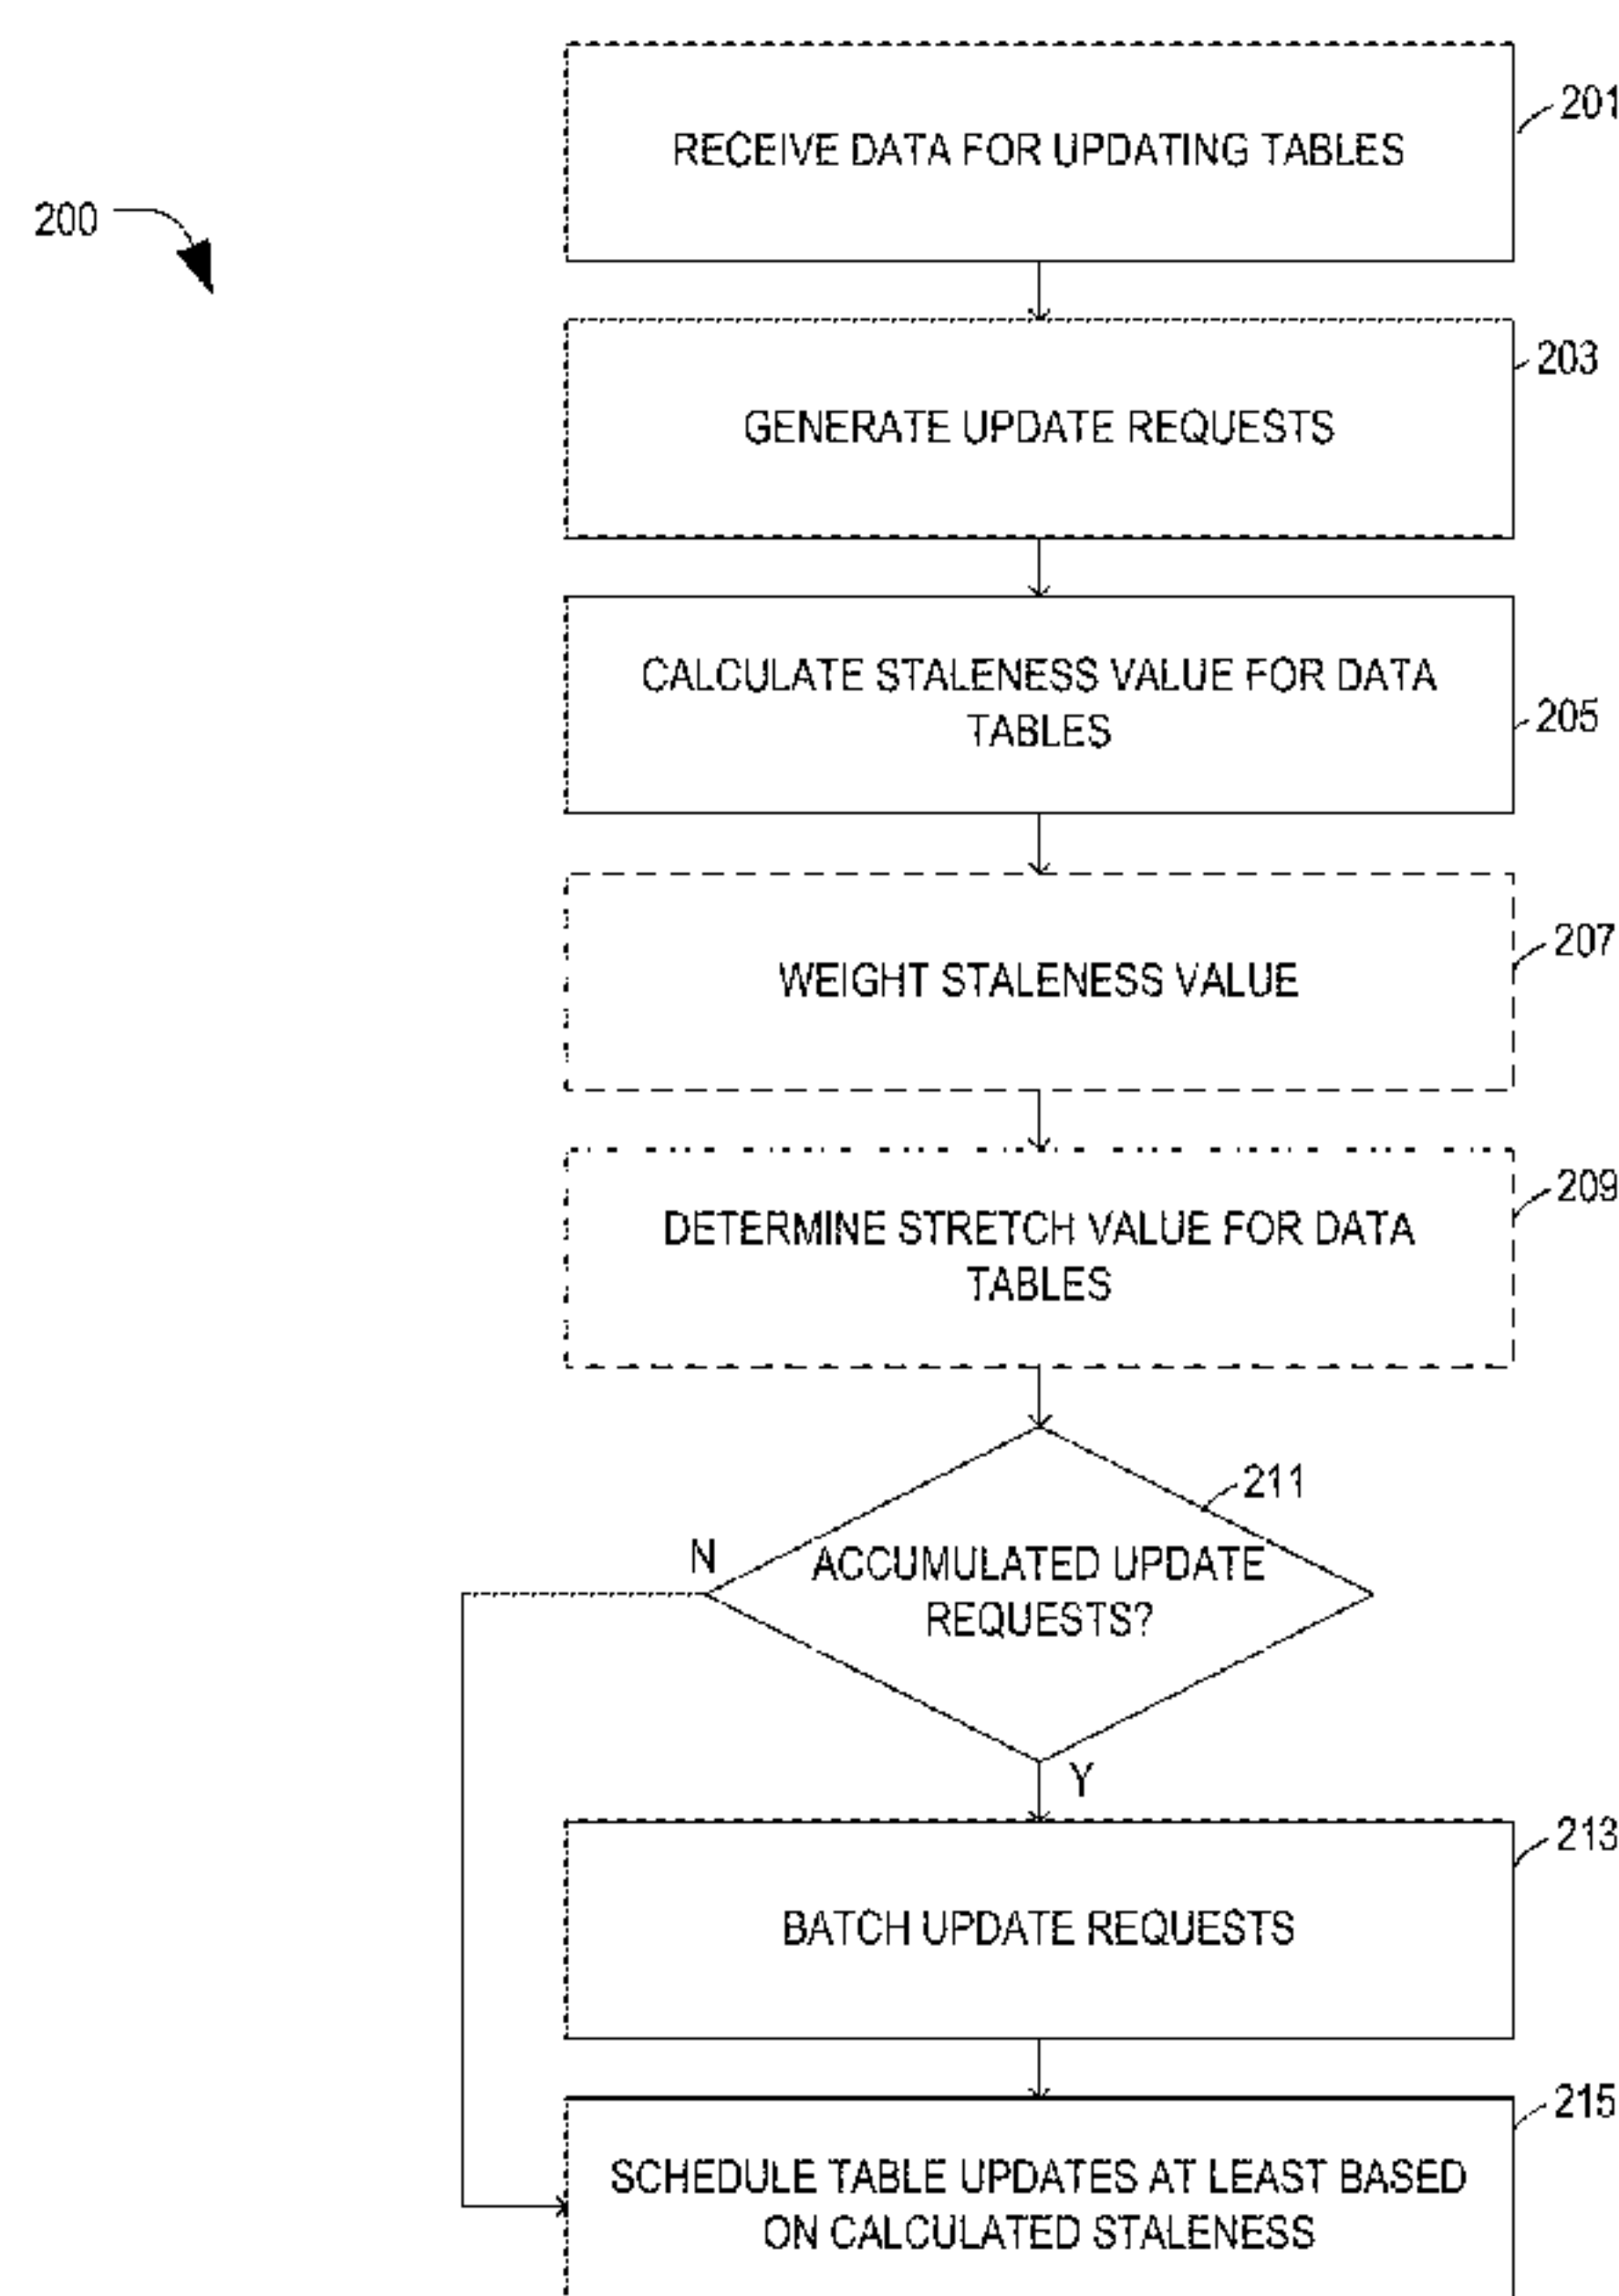 201
RECEIVE DATA FOR UPDATING TABLES
200
203
GENERATE UPDATE REQUESTS
CALCULATE STALENESS VALUE FOR DATA
TABLES
205
207
WEIGHT STALENESS VALUE
209
DETERMINE STRETCH VALUE FOR DATA
TABLES
211
N
ACCUMULATED UPDATE
REQUESTS?
Y
213
BATCH UPDATE REQUESTS
215
SCHEDULE TABLE UPDATES AT LEAST BASED
ON CALCULATED STALENESS